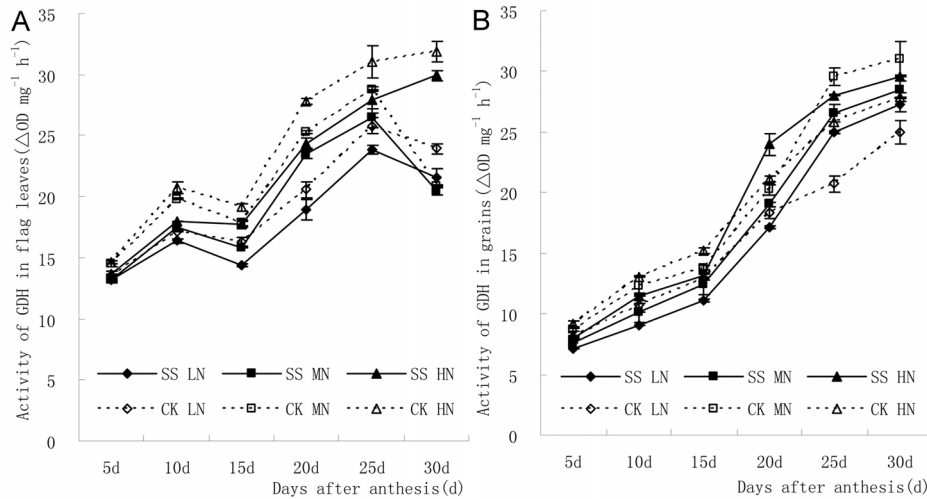 A
Activity of GDH in flag leaves(△OD mg⁻¹ h⁻¹)
35
30
25
20
15
10
5
0
SS LN SS MN SS HN
CK LN CK MN CK HN
5d 10d 15d 20d 25d 30d
Days after anthesis(d)
B
Activity of GDH in grains(△OD mg⁻¹ h⁻¹)
35
30
25
20
15
10
5
0
SS LN SS MN SS HN
CK LN CK MN CK HN
5d 10d 15d 20d 25d 30d
Days after anthesis(d)